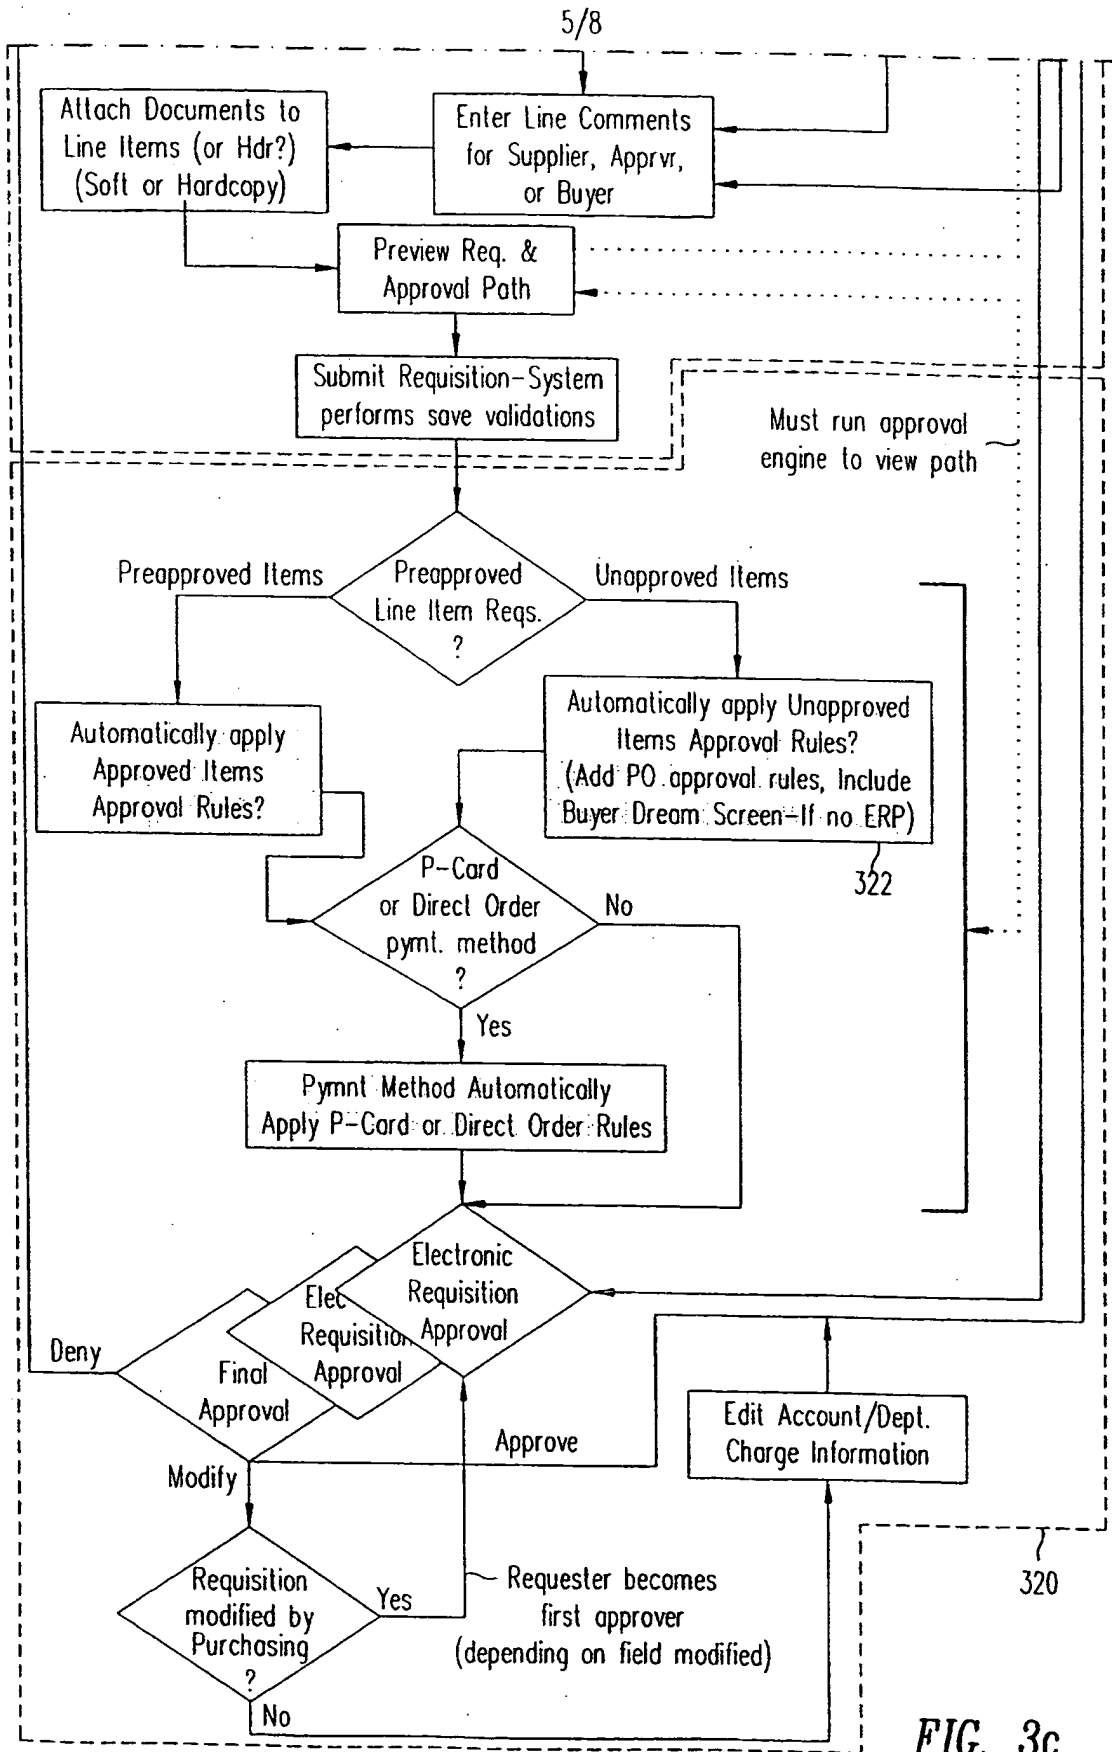 5/8
Attach Documents to
Line Items (or Hdr?)
(Soft or Hardcopy)
Enter Line Comments
for Supplier, Apprvr,
or Buyer
Preview Req. &
Approval Path
Submit Requisition-System
performs save validations
Must run approval
engine to view path
Preapproved Items
Preapproved
Line Item Reqs.
?
Unapproved Items
Automatically apply
Approved Items
Approval Rules?
Automatically apply Unapproved
Items Approval Rules?
(Add PO approval rules, Include
Buyer Dream Screen-If no ERP)
322
P-Card
or Direct Order
pymt. method
?
No
Yes
Pymnt Method Automatically
Apply P-Card or Direct Order Rules
Electronic
Requisition
Approval
Elec
Requisition
Approval
Final
Approval
Deny
Approve
Modify
Edit Account/Dept.
Charge Information
Requisition
modified by
Purchasing
?
Yes
Requester becomes
first approver
(depending on field modified)
No
320
FIG. 3c